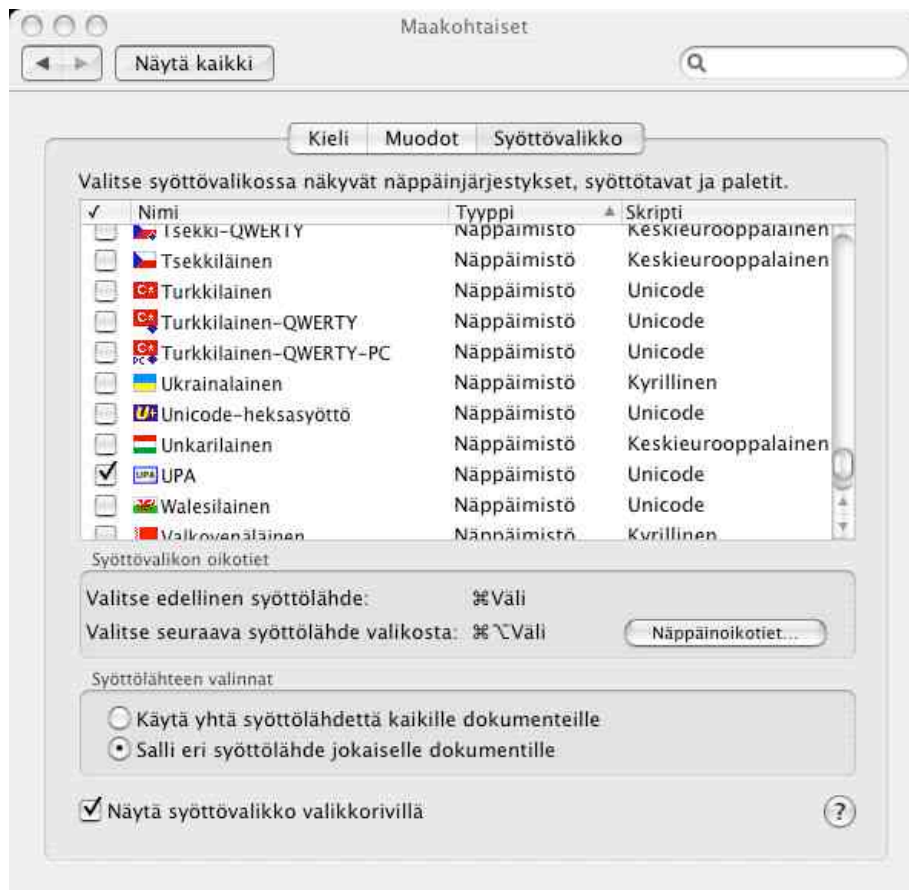 Maakohtaiset
Näytä kaikki
Kieli Muodot Syöttövalikko
Valitse syöttövalikossa näkyvät näppäinjärjestykset, syöttötavat ja paletit.
✓ Nimi Tyyppi Skripti
Tsekki-QWERTY Näppäimistö Keskieurooppalainen
Tsekkiläinen Näppäimistö Keskieurooppalainen
Turkkilainen Näppäimistö Unicode
Turkkilainen-QWERTY Näppäimistö Unicode
PC Turkkilainen-QWERTY-PC Näppäimistö Unicode
Ukrainalainen Näppäimistö Kyrillinen
U+ Unicode-heksasyöttö Näppäimistö Unicode
Unkarilainen Näppäimistö Keskieurooppalainen
UPA UPA Näppäimistö Unicode
Walesilainen Näppäimistö Unicode
Valkovenäläinen Näppäimistö Kyrillinen
Syöttövalikon oikotiet
Valitse edellinen syöttölähde: ⌘Väli
Valitse seuraava syöttölähde valikosta: ⌘⌥Väli Näppäinoikotiet...
Syöttölähteen valinnat
Käytä yhtä syöttölähdettä kaikille dokumenteille
Salli eri syöttölähde jokaiselle dokumentille
Näytä syöttövalikko valikkorivillä ?